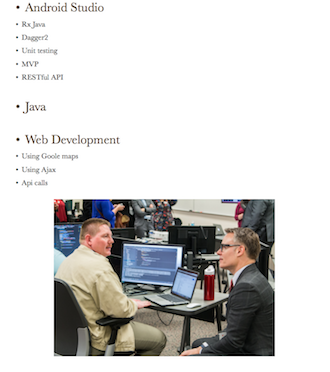 • Android Studio
• Rx Java
• Dagger2
• Unit testing
• MVP
• RESTful API
• Java
• Web Development
• Using Goole maps
• Using Ajax
• Api calls